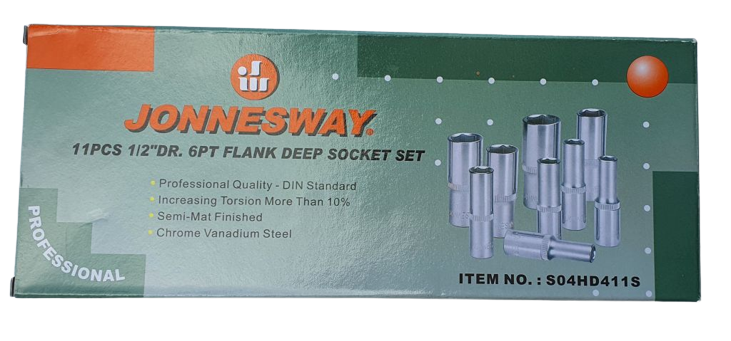 JONNESWAY.
11PCS 1/2"DR. 6PT FLANK DEEP SOCKET SET
Professional Quality - DIN Standard
Increasing Torsion More Than 10%
Semi-Mat Finished
Chrome Vanadium Steel
PROFESSIONAL
ITEM NO. : S04HD411S